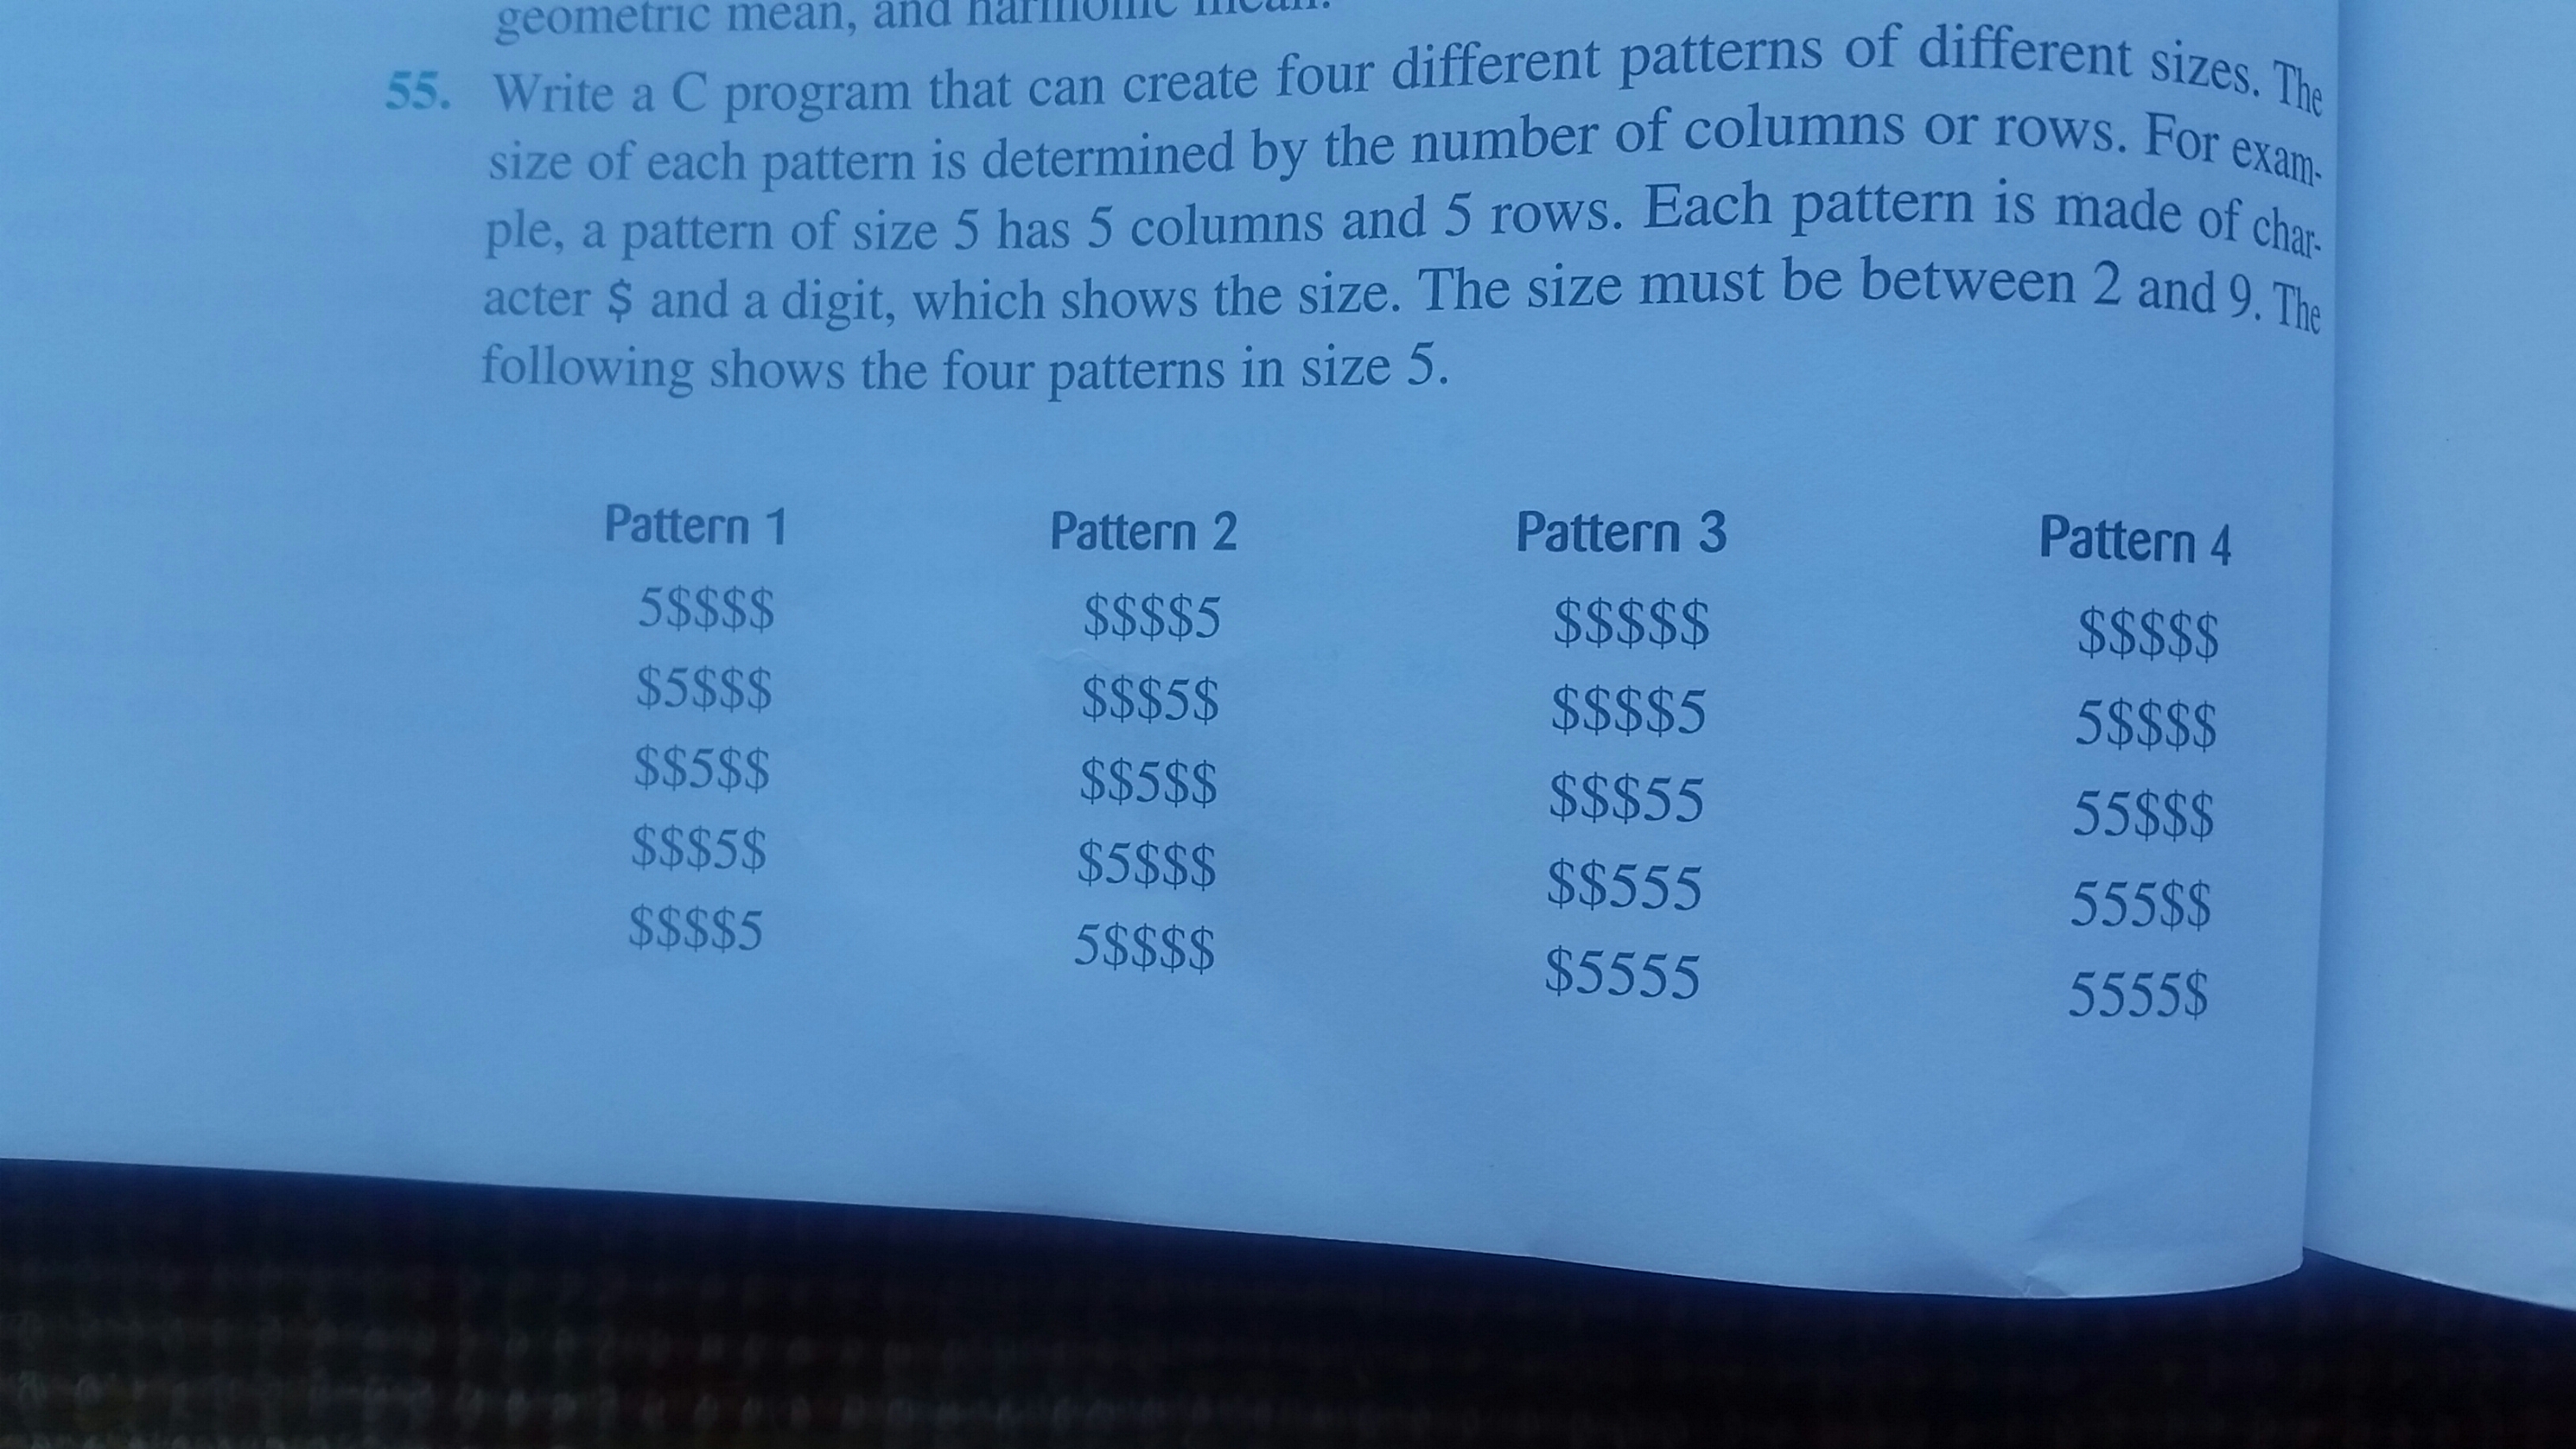 geometric mean, and harmonic mean.
55. Write a C program that can create four different patterns of different sizes. The
size of each pattern is determined by the number of columns or rows. For exam-
ple, a pattern of size 5 has 5 columns and 5 rows. Each pattern is made of char-
acter $ and a digit, which shows the size. The size must be between 2 and 9. The
following shows the four patterns in size 5.
Pattern 1 Pattern 2 Pattern 3 Pattern 4
5$$$$ $$$$5 $$$$$ $$$$$
$5$$$ $$$5$ $$$$5 5$$$$
$$5$$ $$5$$ $$$55 55$$$
$$$5$ $5$$$ $$555 555$$
$$$$5 5$$$$ $5555 5555$